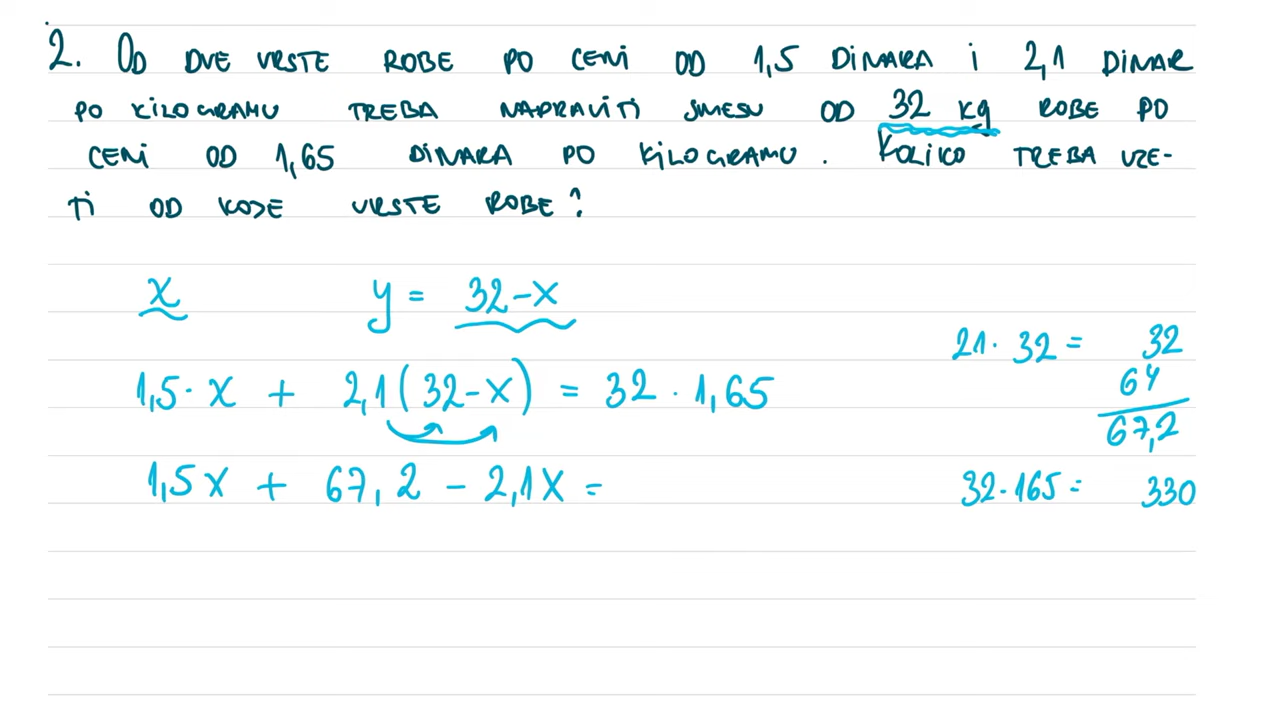 2. OD DVE VRSTE ROBE PO CENI OD 1,5 DINARA I 2,1 DINAR
PO KILOGRAMU TREBA NAPRAVITI SMESU OD 32 kg ROBE PO
CENI OD 1,65 DINARA PO KILOGRAMU. KOLIKO TREBA UZE-
TI OD KOJE VRSTE ROBE?
x y = 32-x
21 · 32 = 32
64
67,2
1,5 · x + 2,1 (32-x) = 32 · 1,65
1,5x + 67,2 - 2,1x =
32 · 165 = 330